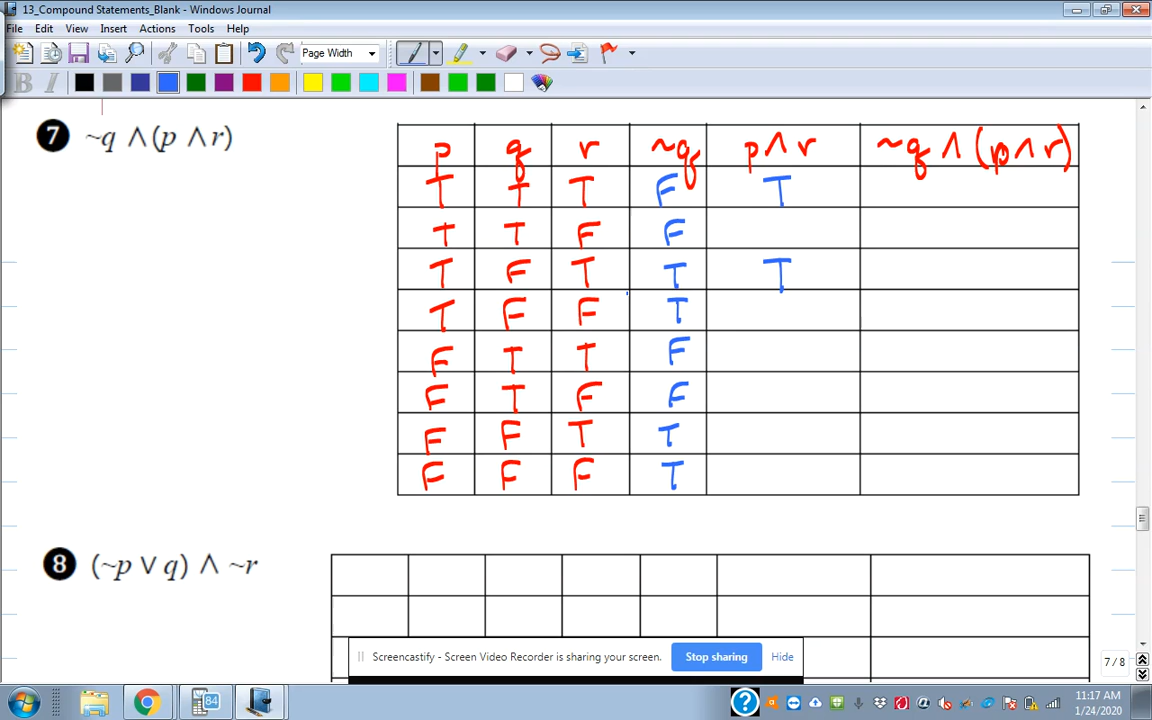 13_Compound Statements_Blank - Windows Journal
File Edit View Insert Actions Tools Help
Page Width
B I
7 ~q ∧(p ∧r)
p q r ~q p∧r ~q ∧ (p∧r)
T T T F T
T T F F
T F T T T
T F F T
F T T F
F T F F
F F T T
F F F T
8 (~p ∨ q) ∧ ~r
Screencastify - Screen Video Recorder is sharing your screen. Stop sharing Hide
7 / 8
84
11:17 AM
1/24/2020